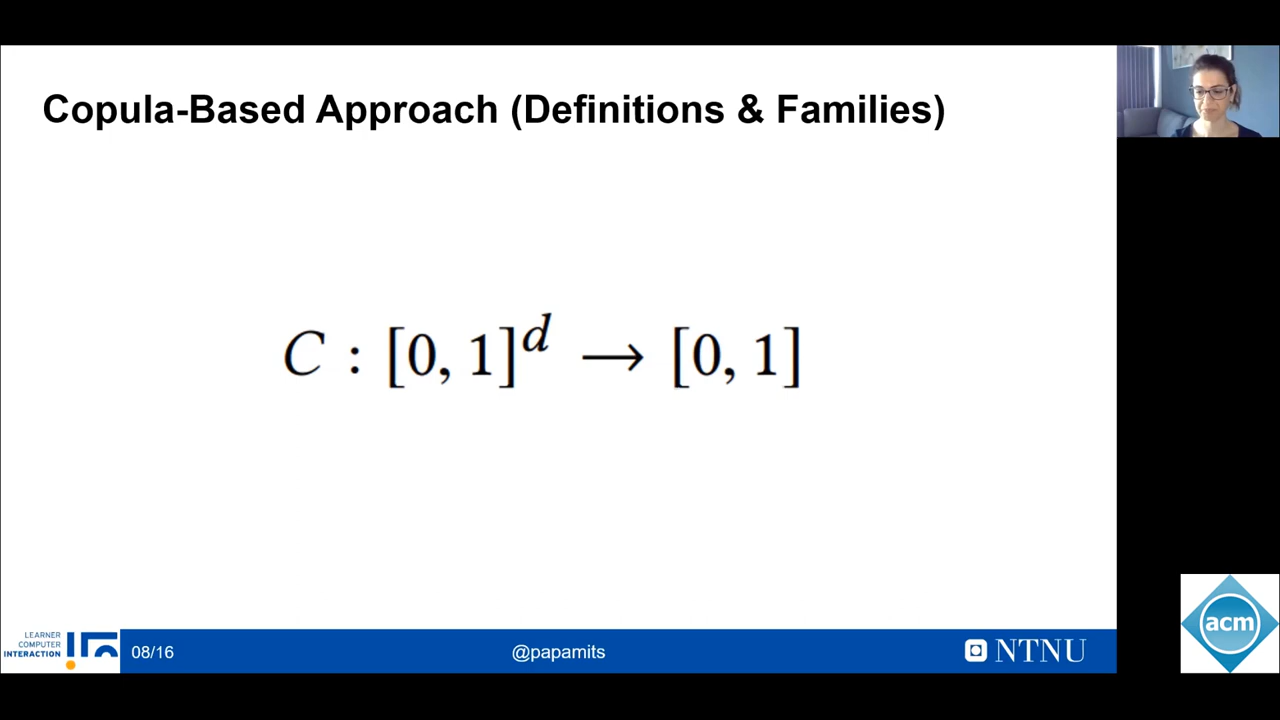 Copula-Based Approach (Definitions & Families)
C : [0, 1]^d → [0, 1]
LEARNER
COMPUTER
INTERACTION
08/16
@papamits
NTNU
acm